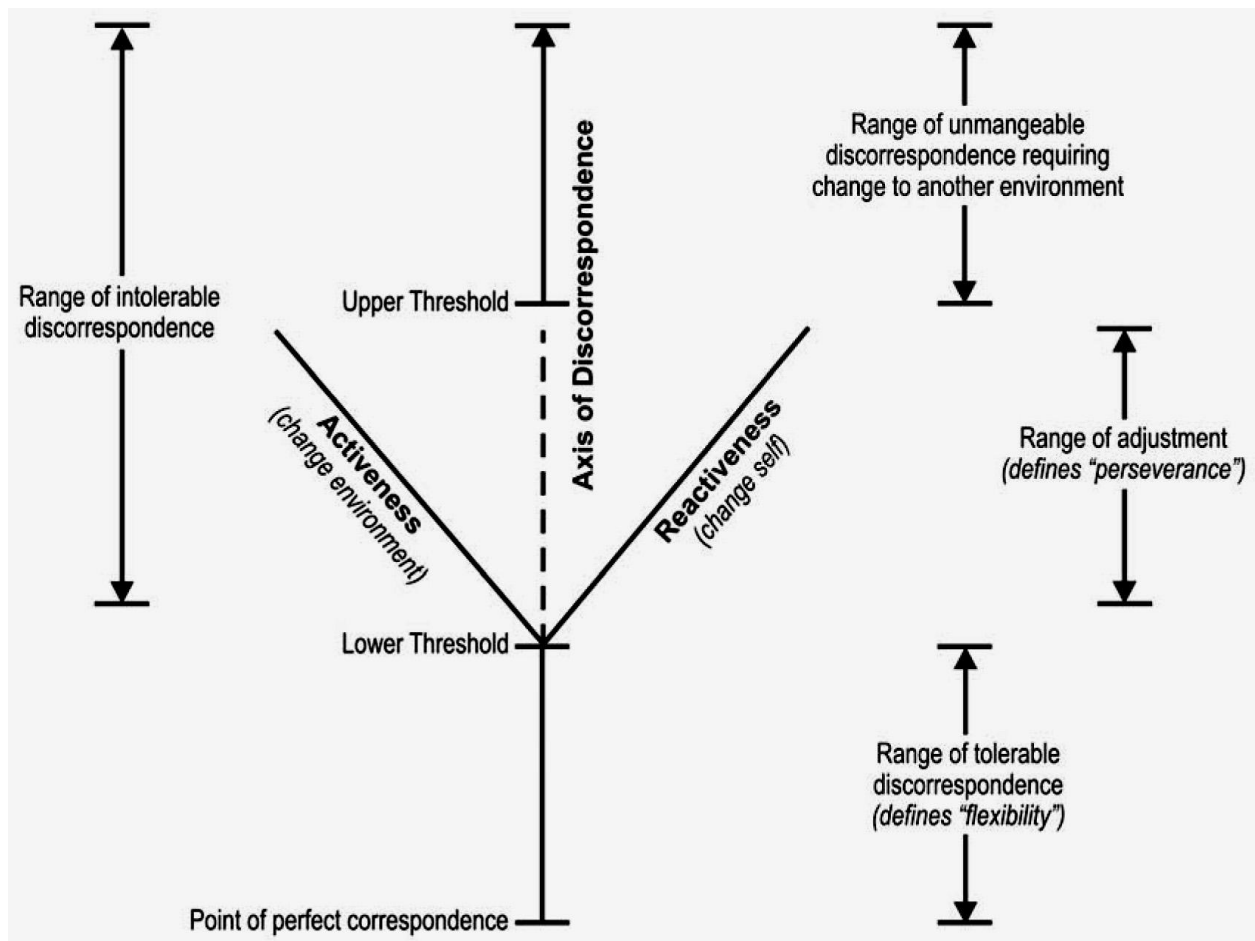 Range of unmangeable
discorrespondence requiring
change to another environment
Axis of Discorrespondence
Range of intolerable
discorrespondence
Upper Threshold
Activeness
(change environment)
Reactiveness
(change self)
Range of adjustment
(defines “perseverance”)
Lower Threshold
Range of tolerable
discorrespondence
(defines “flexibility”)
Point of perfect correspondence